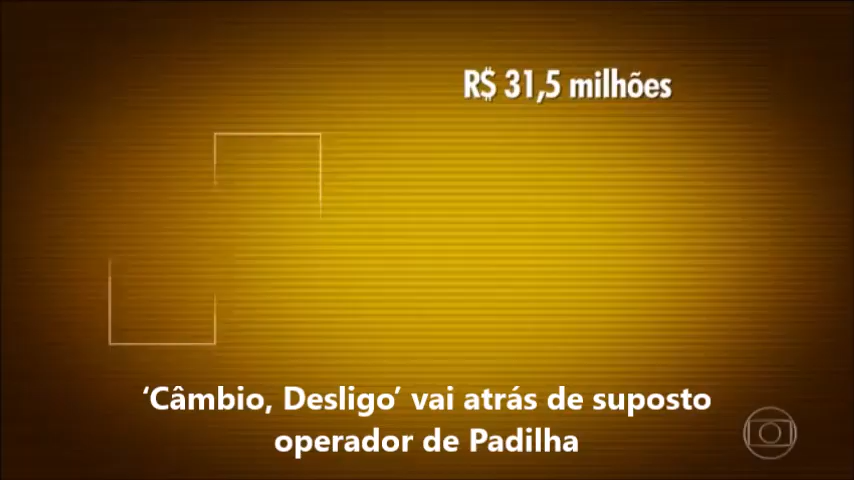 R$ 31,5 milhões
‘Câmbio, Desligo’ vai atrás de suposto
operador de Padilha